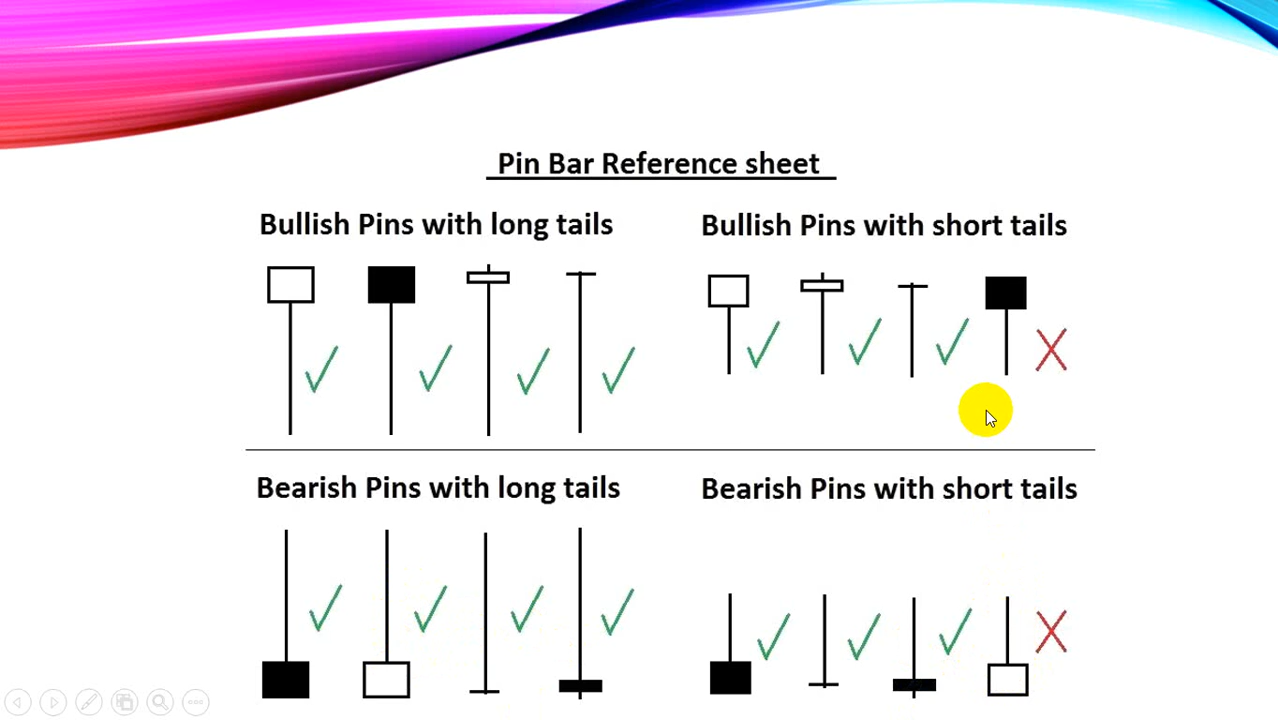 Pin Bar Reference sheet
Bullish Pins with long tails
Bullish Pins with short tails
Bearish Pins with long tails
Bearish Pins with short tails